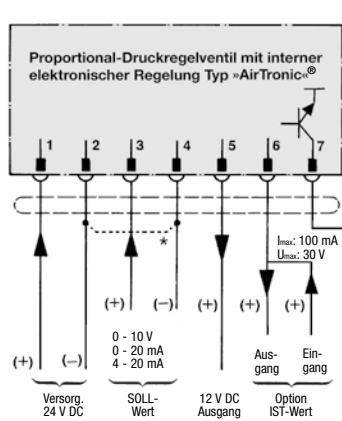 Proportional-Druckregelventil mit interner
elektronischer Regelung Typ »AirTronic«®
1 2 3 4 5 6 7
*
Imax: 100 mA
Umax: 30 V
(+) (−) (+) (−) (+) (+) (+)
0 - 10 V
0 - 20 mA
4 - 20 mA
Aus-
gang
Ein-
gang
Versorg.
24 V DC
SOLL-
Wert
12 V DC
Ausgang
Option
IST-Wert